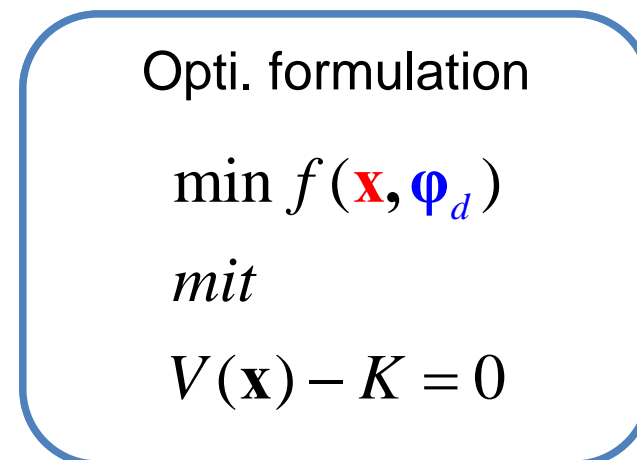 Opti. formulation
min f(x,φ_d)
mit
V(x) − K = 0